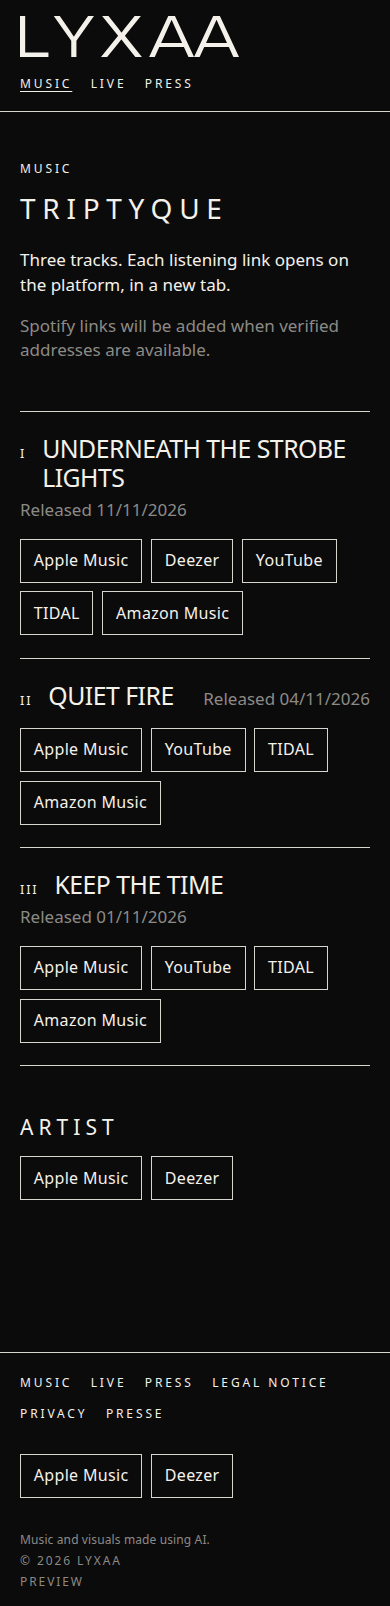 LYXAA
MUSIC LIVE PRESS
MUSIC
TRIPTYQUE
Three tracks. Each listening link opens on
the platform, in a new tab.
Spotify links will be added when verified
addresses are available.
I UNDERNEATH THE STROBE
LIGHTS
Released 11/11/2026
Apple Music Deezer YouTube
TIDAL Amazon Music
II QUIET FIRE Released 04/11/2026
Apple Music YouTube TIDAL
Amazon Music
III KEEP THE TIME
Released 01/11/2026
Apple Music YouTube TIDAL
Amazon Music
ARTIST
Apple Music Deezer
MUSIC LIVE PRESS LEGAL NOTICE
PRIVACY PRESSE
Apple Music Deezer
Music and visuals made using AI.
© 2026 LYXAA
PREVIEW